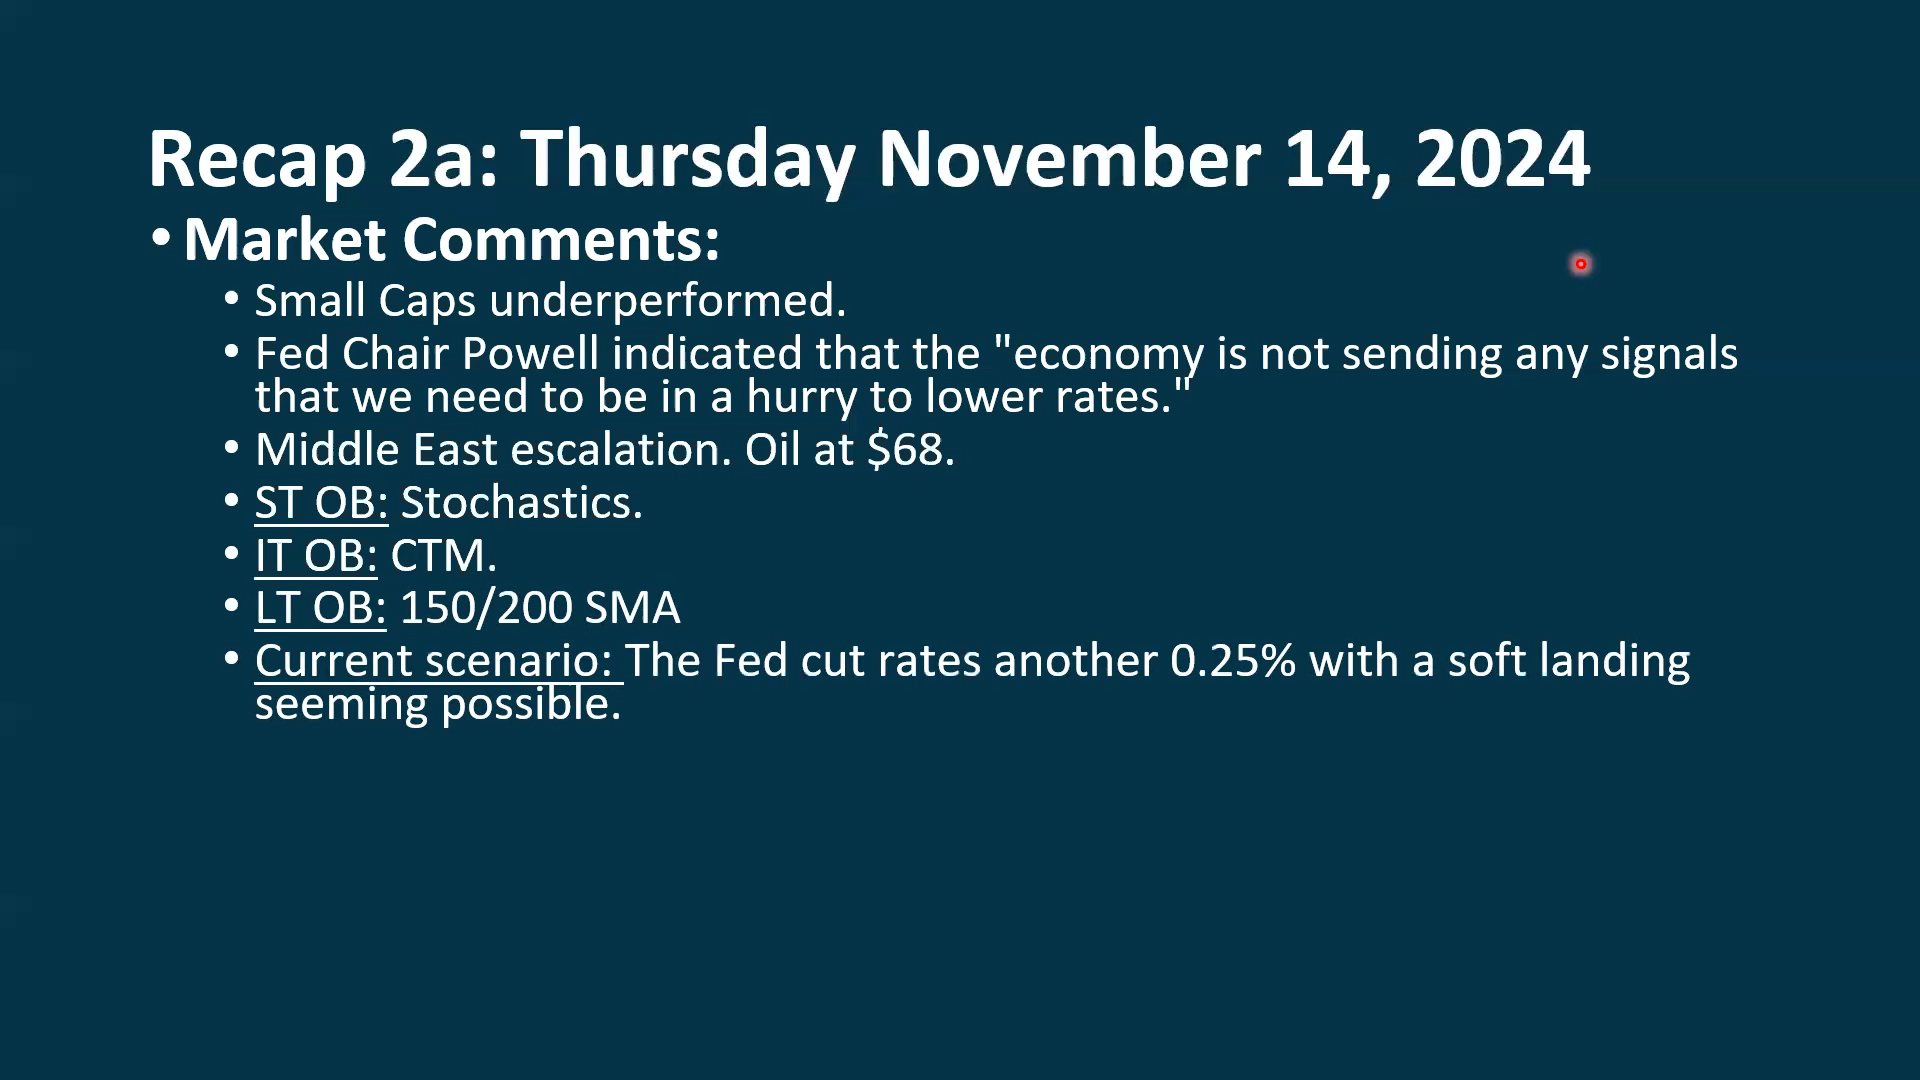 Recap 2a: Thursday November 14, 2024
• Market Comments:
• Small Caps underperformed.
• Fed Chair Powell indicated that the "economy is not sending any signals
that we need to be in a hurry to lower rates."
• Middle East escalation. Oil at $68.
• ST OB: Stochastics.
• IT OB: CTM.
• LT OB: 150/200 SMA
• Current scenario: The Fed cut rates another 0.25% with a soft landing
seeming possible.